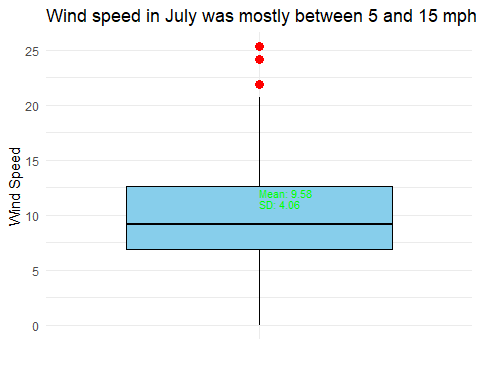 Wind speed in July was mostly between 5 and 15 mph
25
20
15
10
5
0
Wind Speed
Mean: 9.58
SD: 4.06